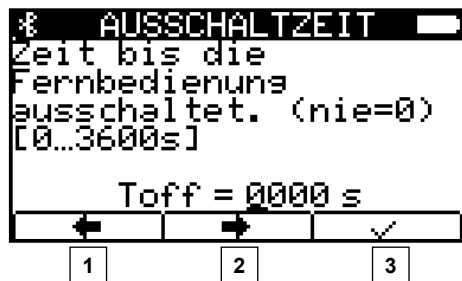 AUSSCHALTZEIT
Zeit bis die
Fernbedienung
ausschaltet. (nie=0)
[0...3600s]
Toff = 0000 s
1 2 3